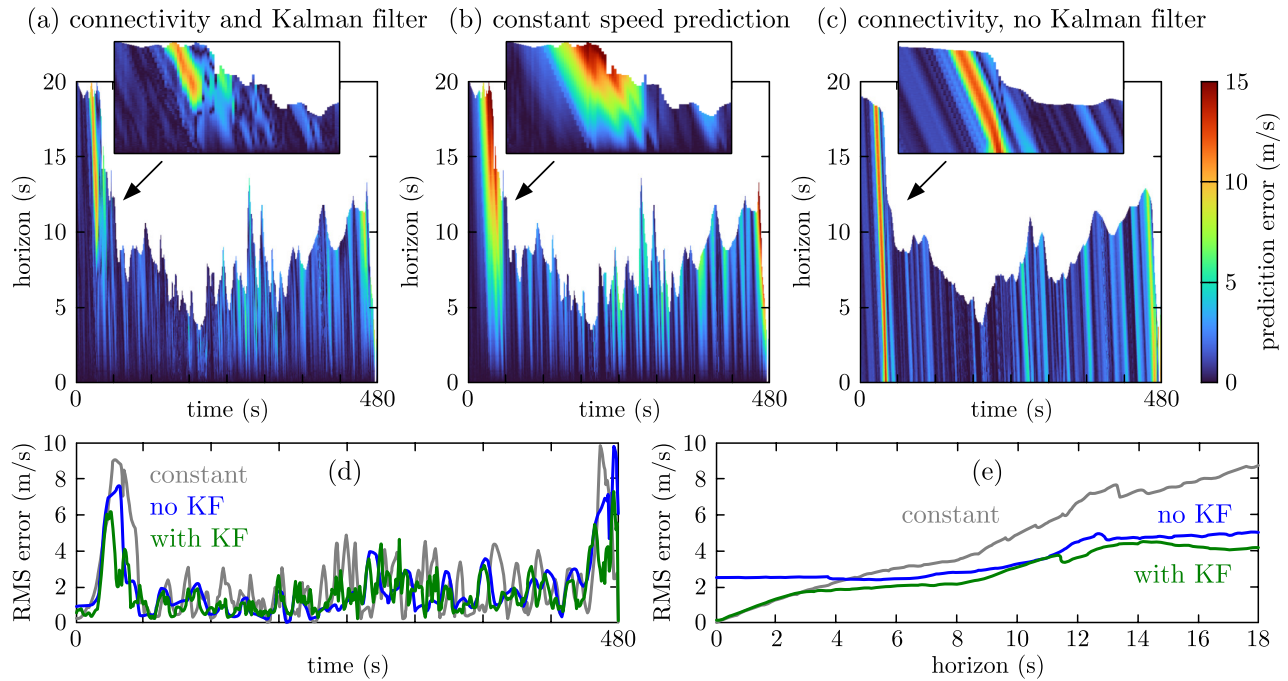 (a) connectivity and Kalman filter
(b) constant speed prediction
(c) connectivity, no Kalman filter
20
15
10
5
0
horizon (s)
0
time (s)
480
20
15
10
5
0
horizon (s)
0
time (s)
480
20
15
10
5
0
horizon (s)
0
time (s)
480
15
10
5
0
predicition error (m/s)
10
8
6
4
2
0
RMS error (m/s)
constant
no KF
with KF
(d)
0
time (s)
480
10
8
6
4
2
0
RMS error (m/s)
(e)
constant
no KF
with KF
0 2 4 6 8 10 12 14 16 18
horizon (s)